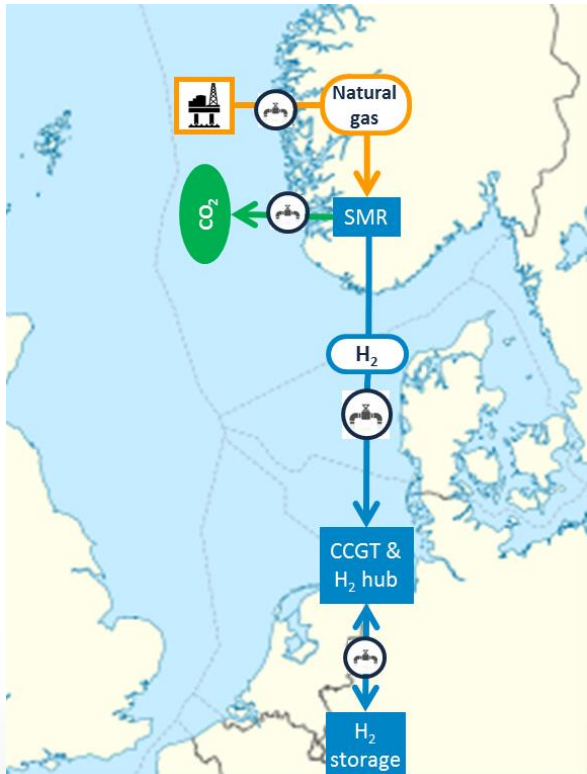 Natural
gas
CO₂
SMR
H₂
CCGT &
H₂ hub
H₂
storage